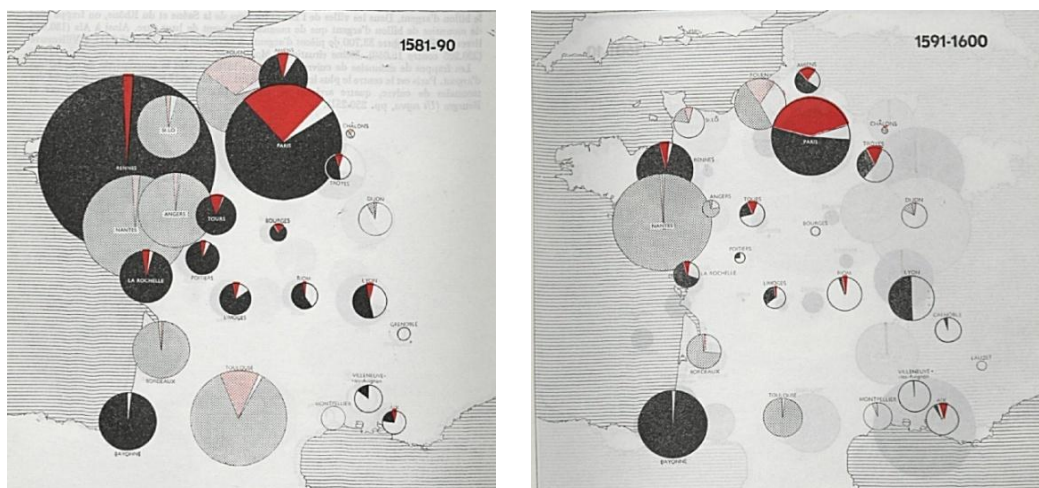 1581-90
ROUEN
AMIENS
ST-LÔ
RENNES
PARIS
CHÂLONS
TROYES
NANTES
ANGERS
TOURS
DIJON
BOURGES
POITIERS
LA ROCHELLE
LIMOGES
RIOM
LYON
GRENOBLE
BORDEAUX
TOULOUSE
VILLENEUVE-
MONTPELLIER
AIX
BAYONNE
1591-1600
AMIENS
ROUEN
ST-LÔ
PARIS
CHÂLONS
RENNES
TROYES
NANTES
ANGERS
TOURS
BOURGES
DIJON
POITIERS
LA ROCHELLE
LIMOGES
RIOM
LYON
GRENOBLE
BORDEAUX
VILLENEUVE-
TOULOUSE
MONTPELLIER
AIX
BAYONNE